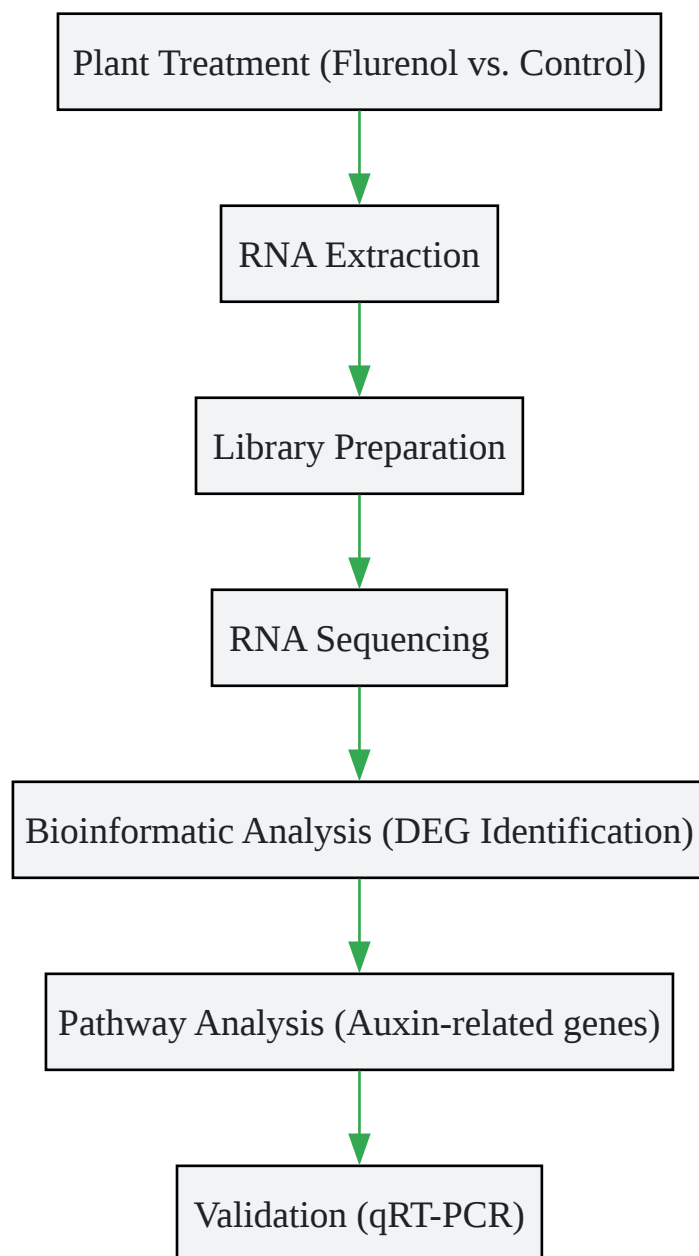 Plant Treatment (Flurenol vs. Control)
RNA Extraction
Library Preparation
RNA Sequencing
Bioinformatic Analysis (DEG Identification)
Pathway Analysis (Auxin-related genes)
Validation (qRT-PCR)